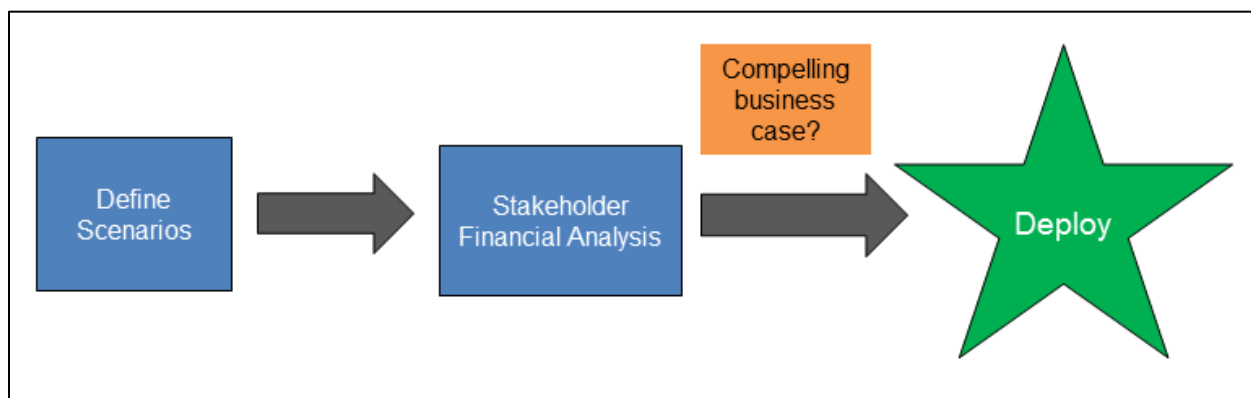 Define
Scenarios
Stakeholder
Financial Analysis
Compelling
business
case?
Deploy